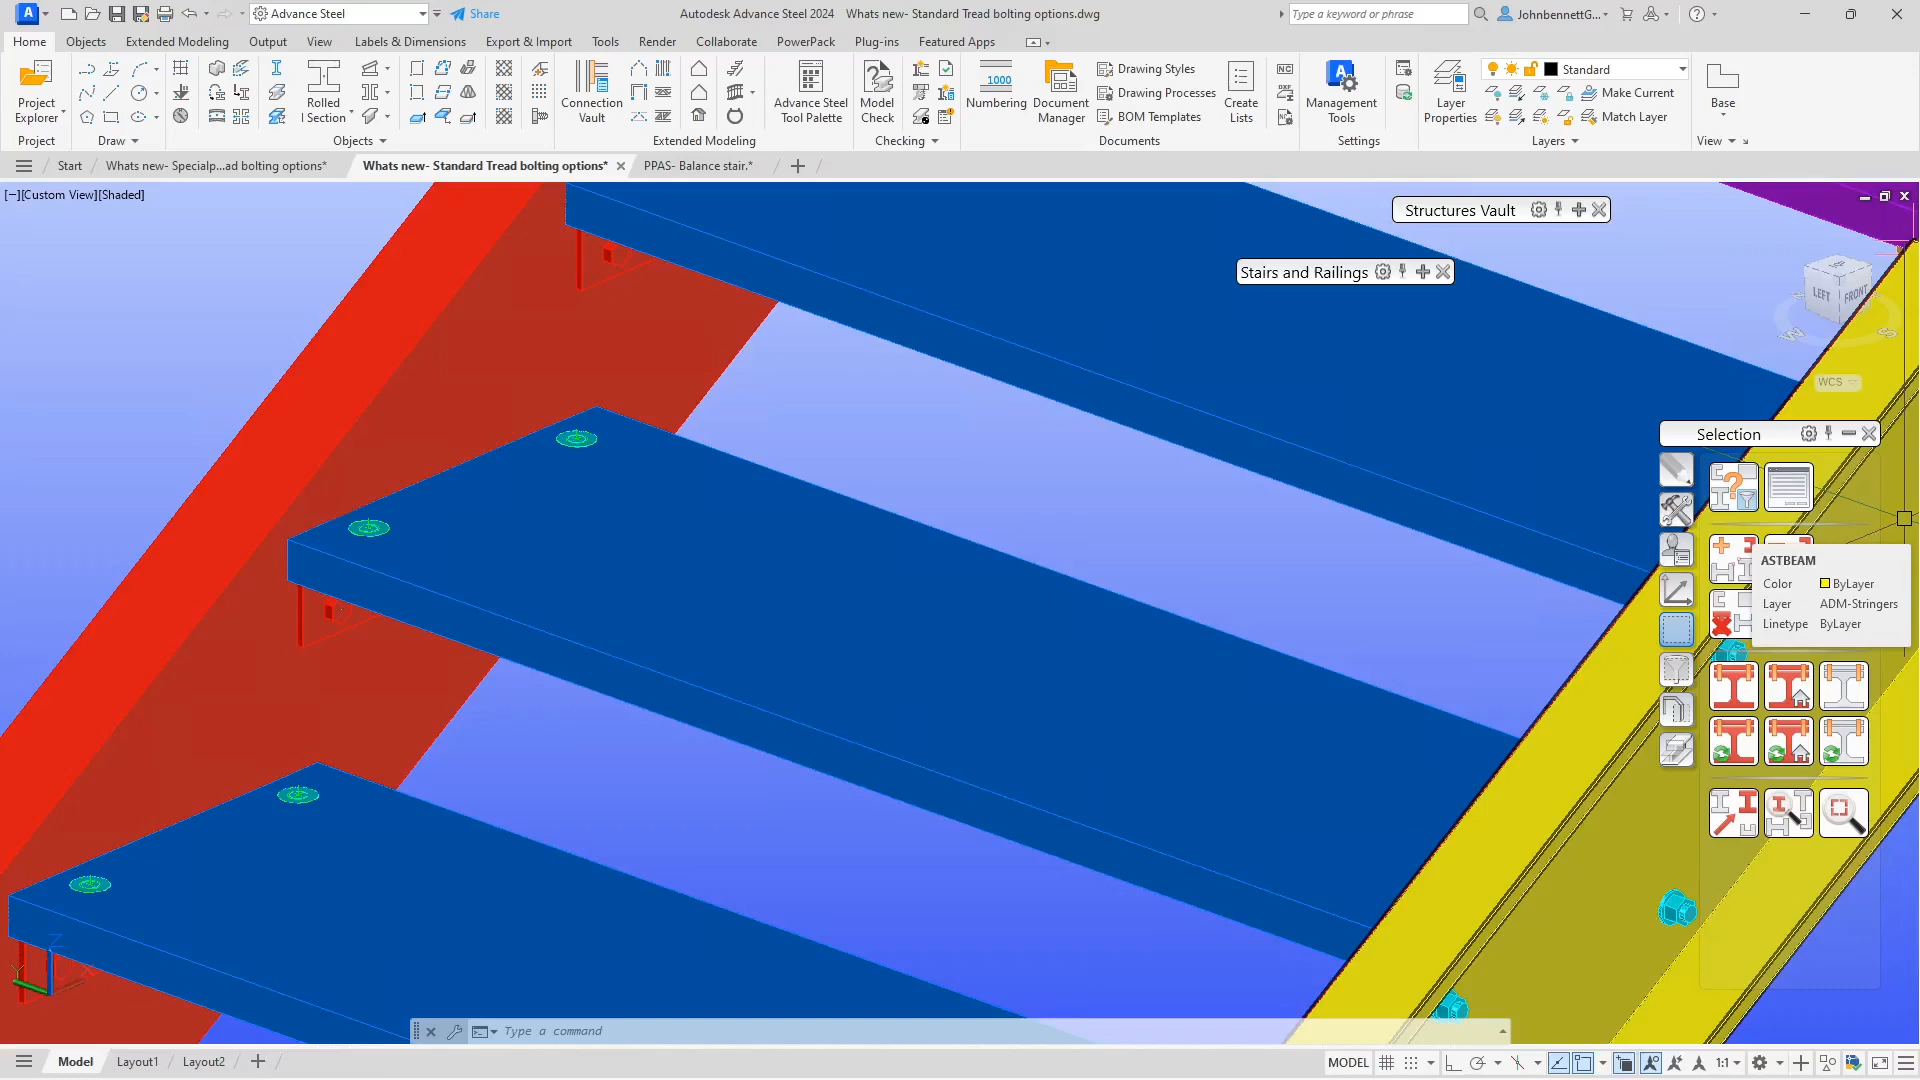 A Advance Steel Share Autodesk Advance Steel 2024 Whats new- Standard Tread bolting options.dwg Type a keyword or phrase JohnbennettG...
Home Objects Extended Modeling Output View Labels & Dimensions Export & Import Tools Render Collaborate PowerPack Plug-ins Featured Apps
Project
Explorer
Project
Draw
Rolled
I Section
Objects
Connection
Vault
Extended Modeling
Advance Steel
Tool Palette
Model
Check
Checking
1000
Numbering
Document
Manager
Drawing Styles
Drawing Processes
BOM Templates
Create
Lists
Documents
NC
DXF
NC
A
Management
Tools
Settings
Layer
Properties
Standard
Make Current
Match Layer
Layers
Base
View
Start Whats new- Specialp...ad bolting options* Whats new- Standard Tread bolting options* PPAS- Balance stair.*
[−][Custom View][Shaded]
Structures Vault
Stairs and Railings
LEFT FRONT
W S
WCS
Selection
ASTBEAM
Color ByLayer
Layer ADM-Stringers
Linetype ByLayer
Z
Y X
Type a command
Model Layout1 Layout2 MODEL 1:1